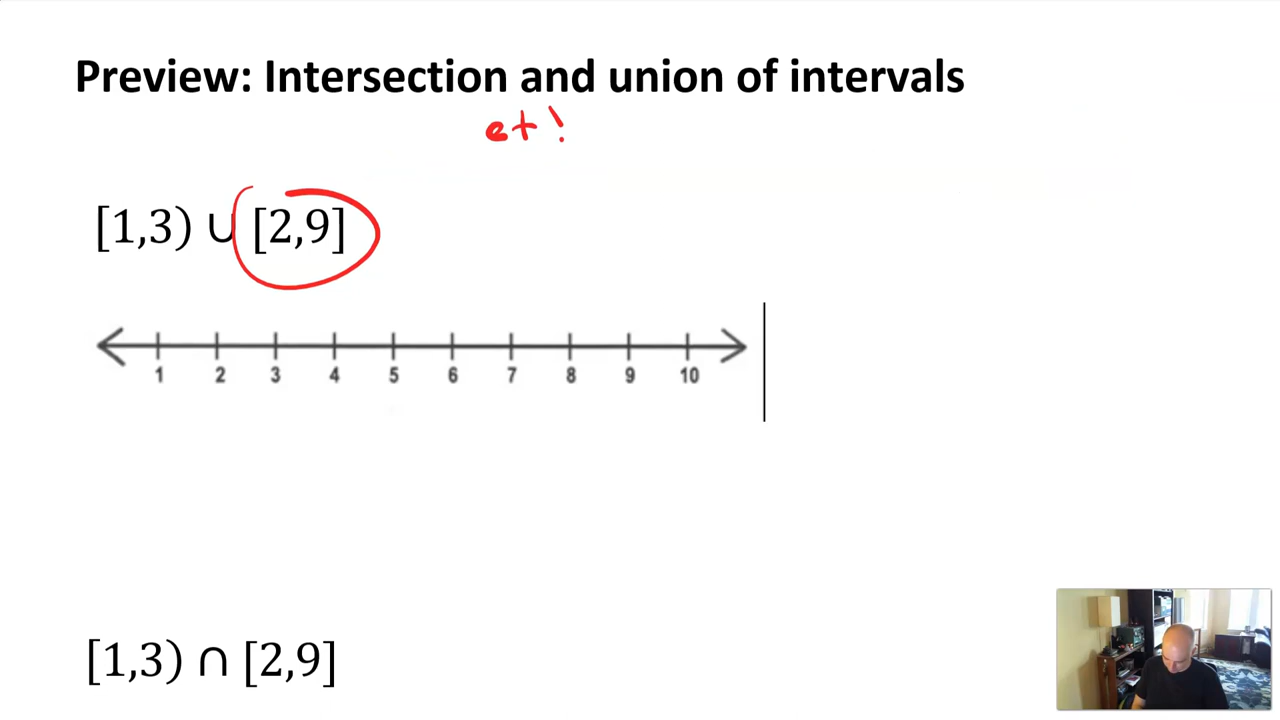 Preview: Intersection and union of intervals
et!
[1,3) ∪ [2,9]
1 2 3 4 5 6 7 8 9 10
[1,3) ∩ [2,9]